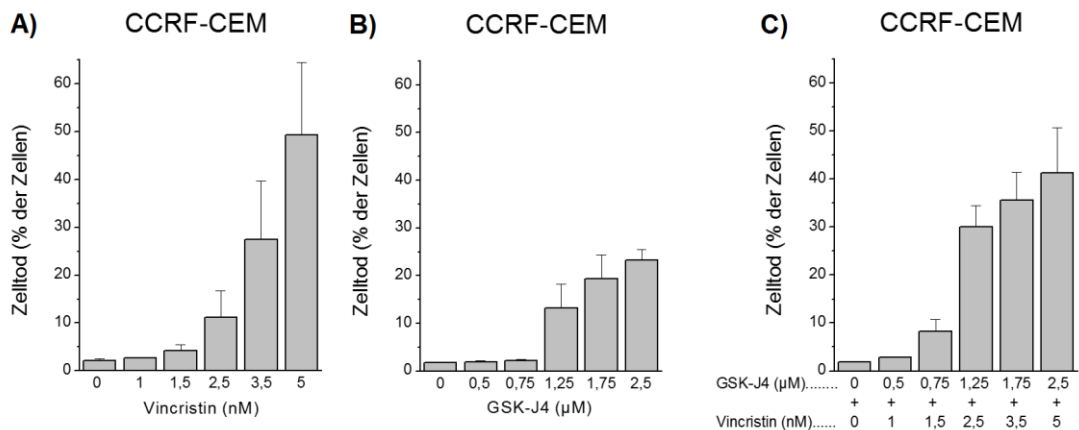 A) CCRF-CEM
Zelltod (% der Zellen)
60
50
40
30
20
10
0
0 1 1,5 2,5 3,5 5
Vincristin (nM)
B) CCRF-CEM
Zelltod (% der Zellen)
60
50
40
30
20
10
0
0 0,5 0,75 1,25 1,75 2,5
GSK-J4 (µM)
C) CCRF-CEM
Zelltod (% der Zellen)
60
50
40
30
20
10
0
GSK-J4 (µM)........ 0 0,5 0,75 1,25 1,75 2,5
+ + + + + +
Vincristin (nM)...... 0 1 1,5 2,5 3,5 5